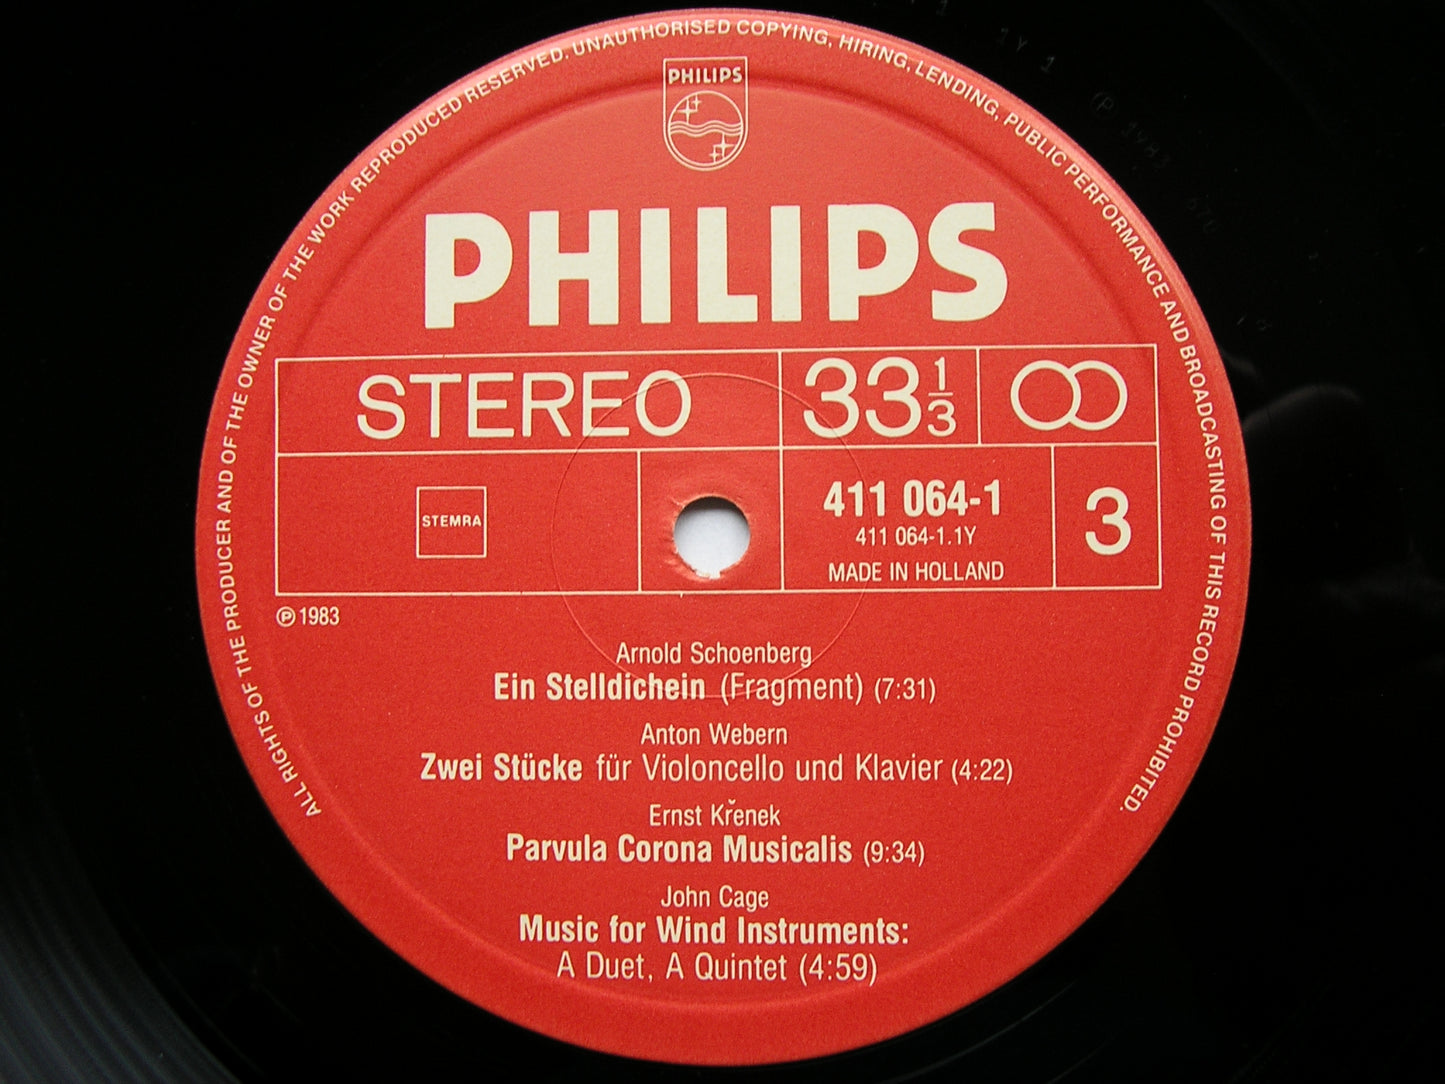 ALL RIGHTS OF THE PRODUCER AND OF THE OWNER OF THE WORK REPRODUCED RESERVED. UNAUTHORISED COPYING, HIRING, LENDING, PUBLIC PERFORMANCE AND BROADCASTING OF THIS RECORD PROHIBITED.
PHILIPS
PHILIPS
STEREO 33 1/3
STEMRA 411 064-1 3
411 064-1.1Y
MADE IN HOLLAND
℗ 1983
Arnold Schoenberg
Ein Stelldichein (Fragment) (7:31)
Anton Webern
Zwei Stücke für Violoncello und Klavier (4:22)
Ernst Křenek
Parvula Corona Musicalis (9:34)
John Cage
Music for Wind Instruments:
A Duet, A Quintet (4:59)